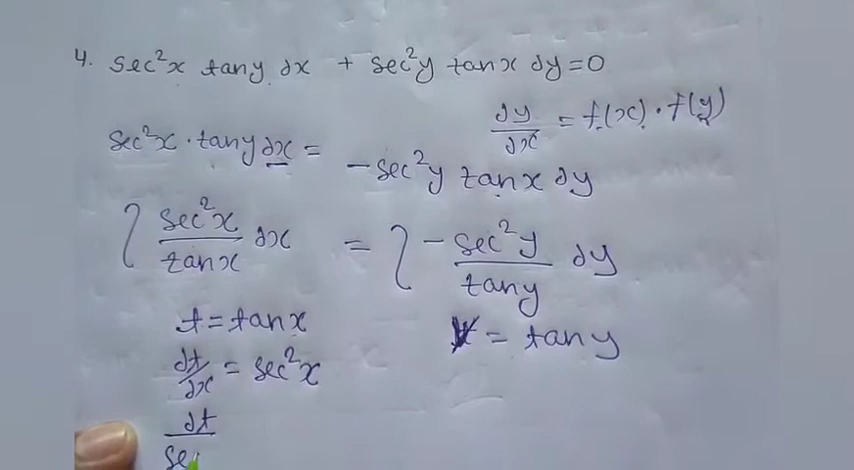 4. sec²x tany dx + sec²y tanx dy=0
dy/dx = f(x) · f(y)
sec²x · tany dx = - sec²y tanx dy
∫ sec²x/tanx dx = ∫ - sec²y/tany dy
t = tanx
= tany
dt/dx = sec²x
dt